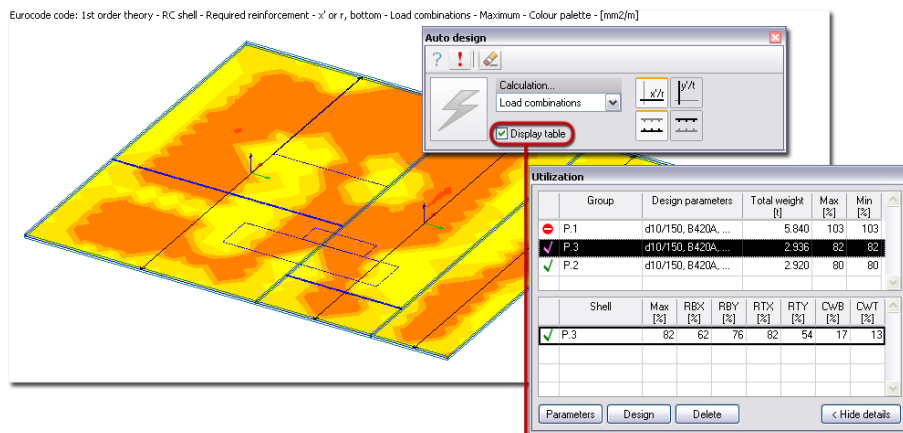 Eurocode code: 1st order theory - RC shell - Required reinforcement - x' or r, bottom - Load combinations - Maximum - Colour palette - [mm2/m]
Auto design
Calculation...
Load combinations
x'/r
y'/t
Display table
Utilization
Group Design parameters Total weight [t] Max [%] Min [%]
P.1 d10/150, B420A, ... 5.840 103 103
P.3 d10/150, B420A, ... 2.936 82 82
P.2 d10/150, B420A, ... 2.920 80 80
Shell Max [%] RBX [%] RBY [%] RTX [%] RTY [%] CWB [%] CWT [%]
P.3 82 62 76 82 54 17 13
Parameters Design Delete < Hide details